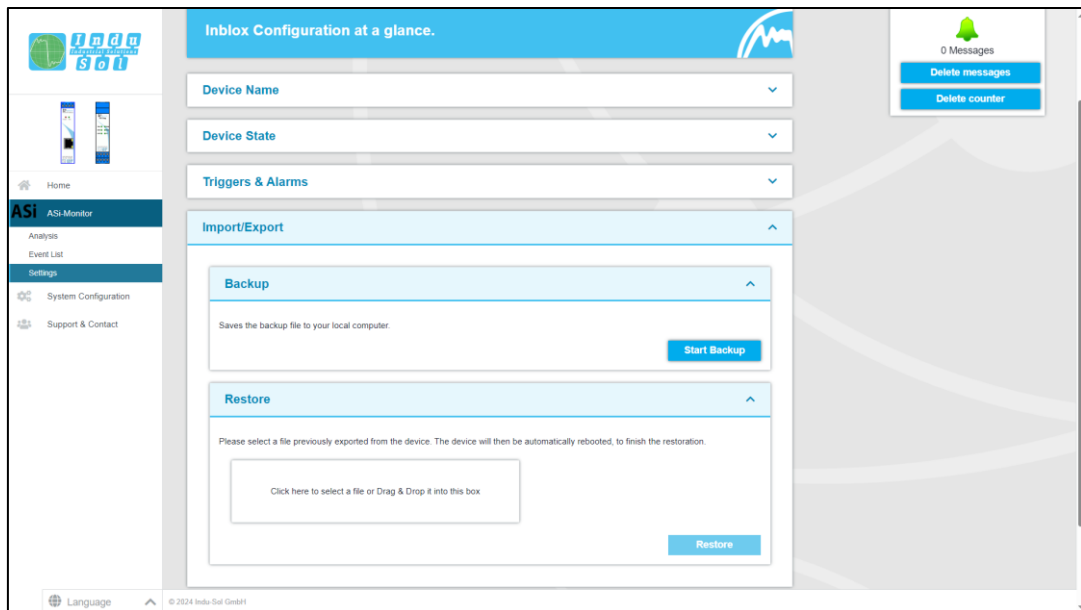 Indu
Industrial Solutions
Sol
Home
ASi
ASi-Monitor
Analysis
Event List
Settings
System Configuration
Support & Contact
Language
Inblox Configuration at a glance.
Device Name
Device State
Triggers & Alarms
Import/Export
Backup
Saves the backup file to your local computer.
Start Backup
Restore
Please select a file previously exported from the device. The device will then be automatically rebooted, to finish the restoration.
Click here to select a file or Drag & Drop it into this box
Restore
0 Messages
Delete messages
Delete counter
© 2024 Indu-Sol GmbH